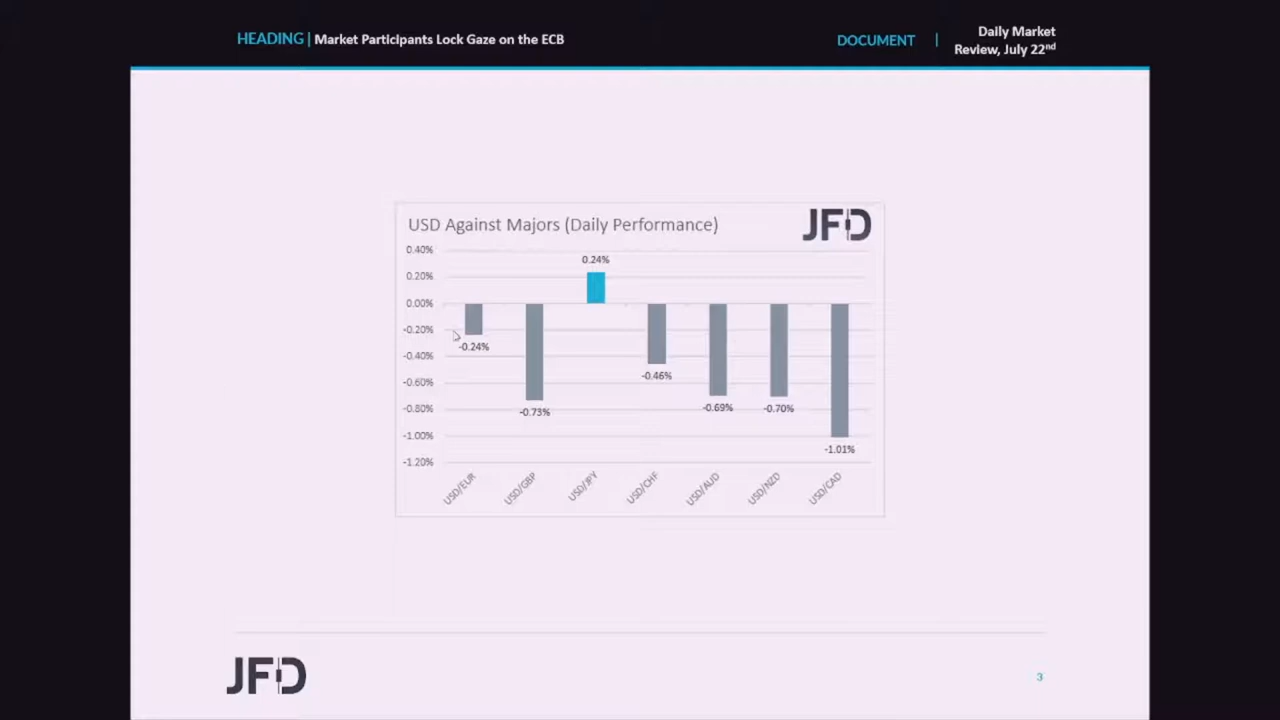 HEADING | Market Participants Lock Gaze on the ECB
DOCUMENT | Daily Market
Review, July 22nd
USD Against Majors (Daily Performance)
JFD
0.40%
0.20%
0.00%
-0.20%
-0.40%
-0.60%
-0.80%
-1.00%
-1.20%
-0.24%
-0.73%
0.24%
-0.46%
-0.69%
-0.70%
-1.01%
USD/EUR
USD/GBP
USD/JPY
USD/CHF
USD/AUD
USD/NZD
USD/CAD
JFD
3